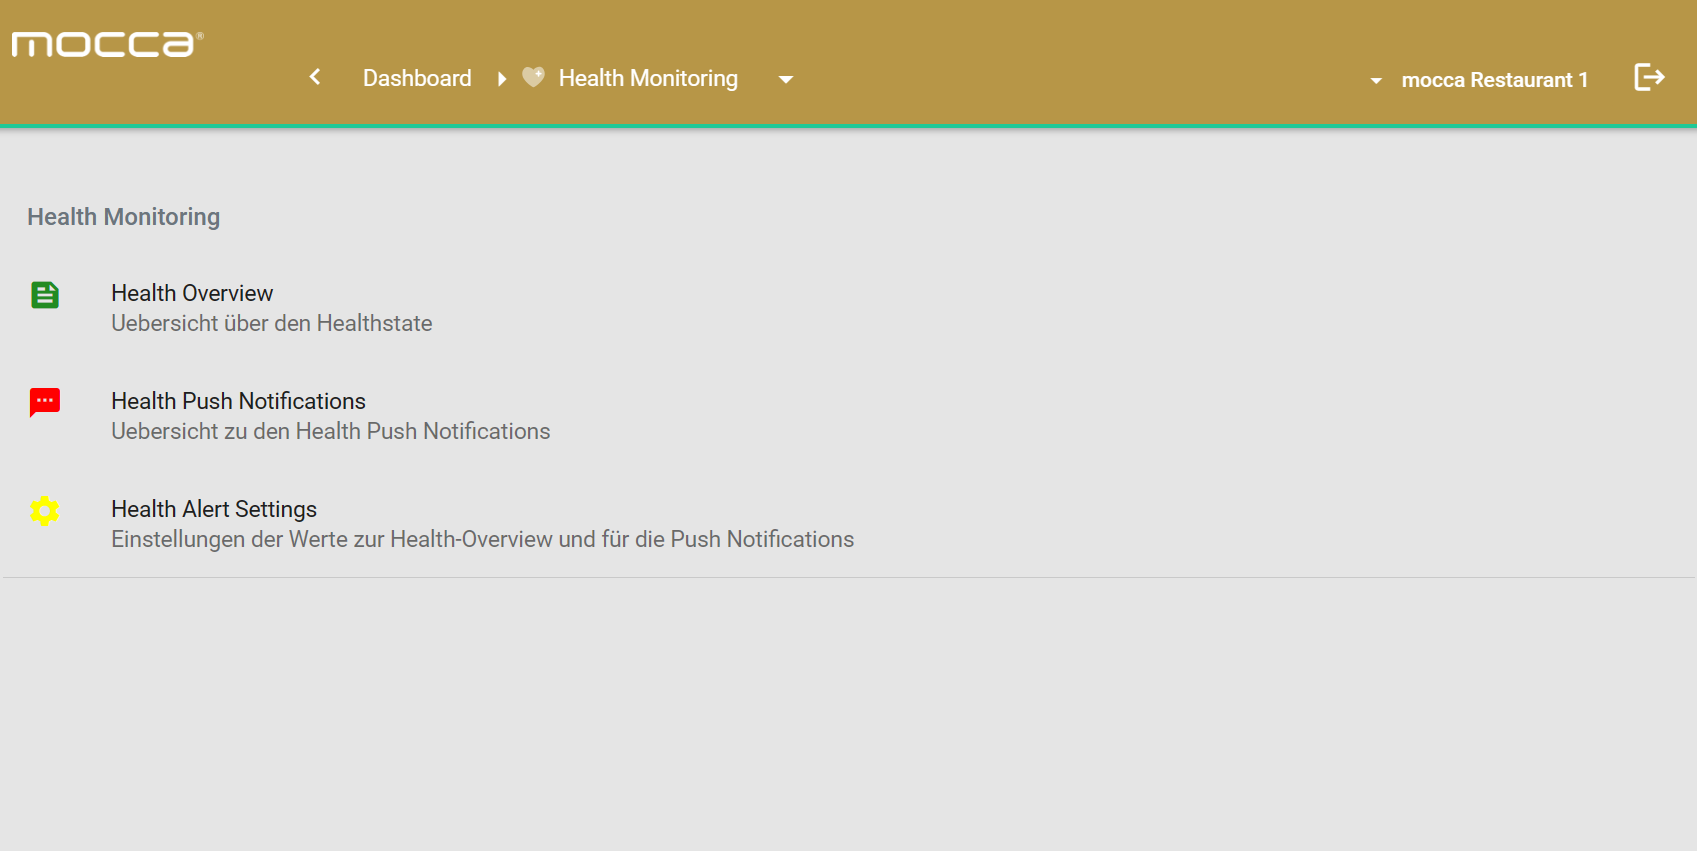 mocca®
Dashboard Health Monitoring
mocca Restaurant 1
Health Monitoring
Health Overview
Uebersicht über den Healthstate
Health Push Notifications
Uebersicht zu den Health Push Notifications
Health Alert Settings
Einstellungen der Werte zur Health-Overview und für die Push Notifications